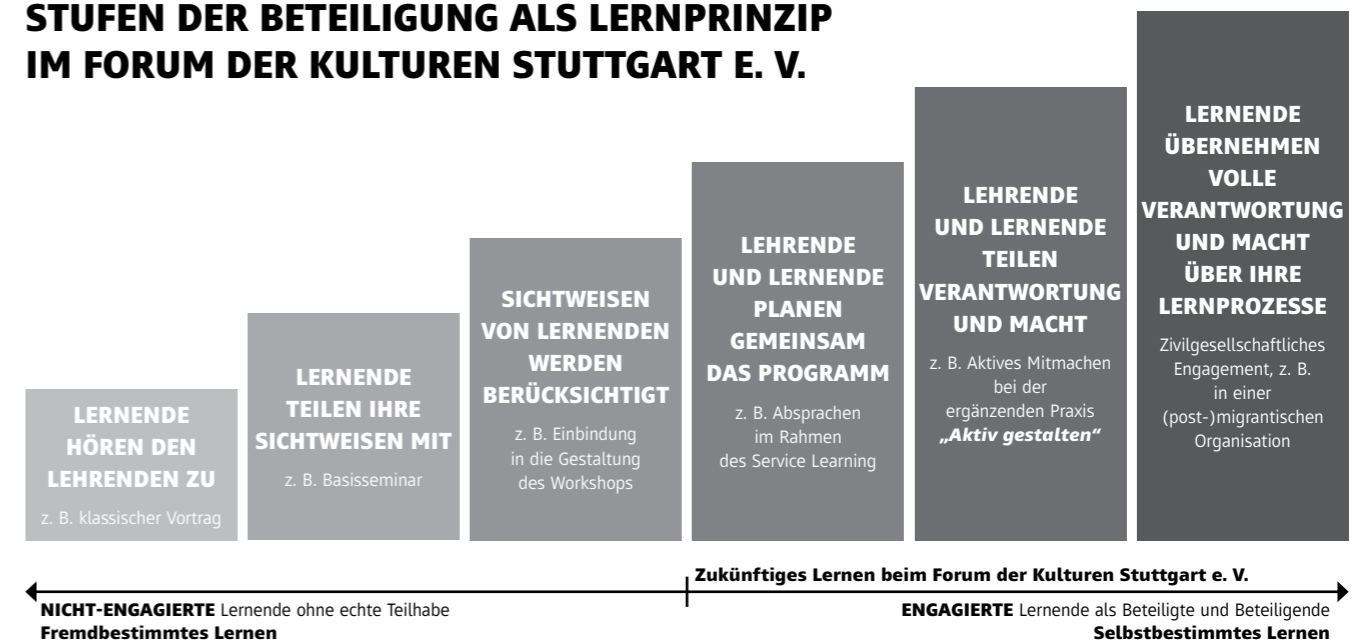 STUFEN DER BETEILIGUNG ALS LERNPRINZIP
IM FORUM DER KULTUREN STUTTGART E. V.
LERNENDE
HÖREN DEN
LEHRENDEN ZU
z. B. klassischer Vortrag
LERNENDE
TEILEN IHRE
SICHTWEISEN MIT
z. B. Basisseminar
SICHTWEISEN
VON LERNENDEN
WERDEN
BERÜCKSICHTIGT
z. B. Einbindung
in die Gestaltung
des Workshops
LEHRENDE
UND LERNENDE
PLANEN
GEMEINSAM
DAS PROGRAMM
z. B. Absprachen
im Rahmen
des Service Learning
LEHRENDE
UND LERNENDE
TEILEN
VERANTWORTUNG
UND MACHT
z. B. Aktives Mitmachen
bei der
ergänzenden Praxis
„Aktiv gestalten“
LERNENDE
ÜBERNEHMEN
VOLLE
VERANTWORTUNG
UND MACHT
ÜBER IHRE
LERNPROZESSE
Zivilgesellschaftliches
Engagement, z. B.
in einer
(post-)migrantischen
Organisation
Zukünftiges Lernen beim Forum der Kulturen Stuttgart e. V.
NICHT-ENGAGIERTE Lernende ohne echte Teilhabe
Fremdbestimmtes Lernen
ENGAGIERTE Lernende als Beteiligte und Beteiligende
Selbstbestimmtes Lernen